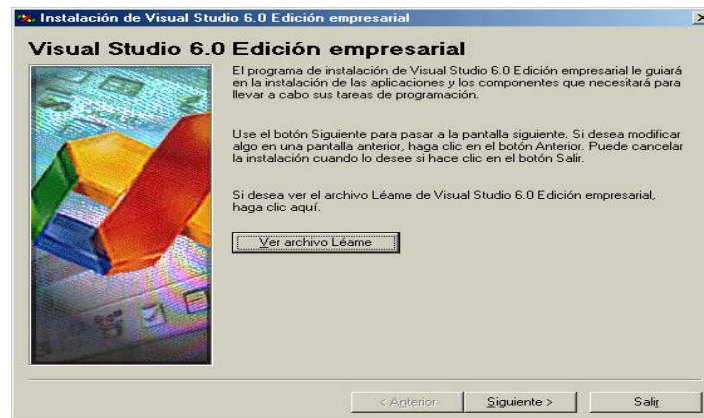 Instalación de Visual Studio 6.0 Edición empresarial
Visual Studio 6.0 Edición empresarial
El programa de instalación de Visual Studio 6.0 Edición empresarial le guiará
en la instalación de las aplicaciones y los componentes que necesitará para
llevar a cabo sus tareas de programación.
Use el botón Siguiente para pasar a la pantalla siguiente. Si desea modificar
algo en una pantalla anterior, haga clic en el botón Anterior. Puede cancelar
la instalación cuando lo desee si hace clic en el botón Salir.
Si desea ver el archivo Léame de Visual Studio 6.0 Edición empresarial,
haga clic aquí.
Ver archivo Léame
< Anterior
Siguiente >
Salir